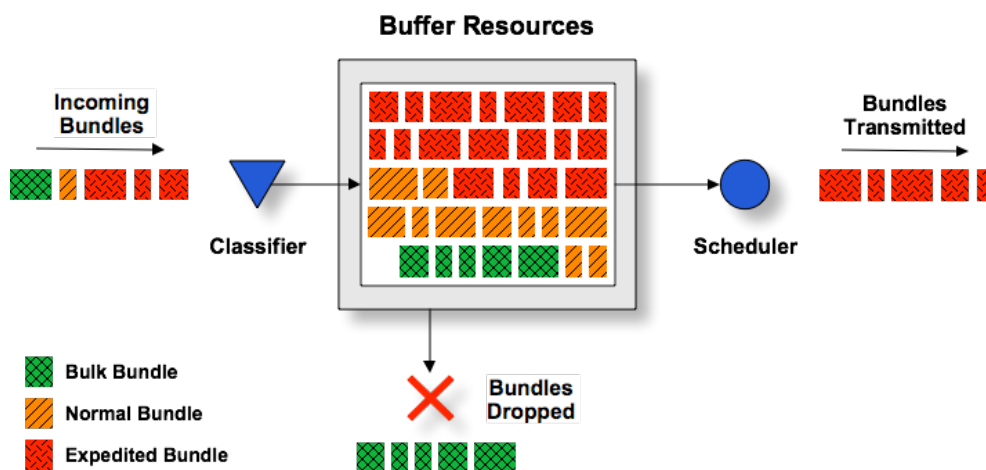 Buffer Resources
Incoming
Bundles
Bundles
Transmitted
Classifier
Scheduler
Bulk Bundle
Normal Bundle
Expedited Bundle
Bundles
Dropped